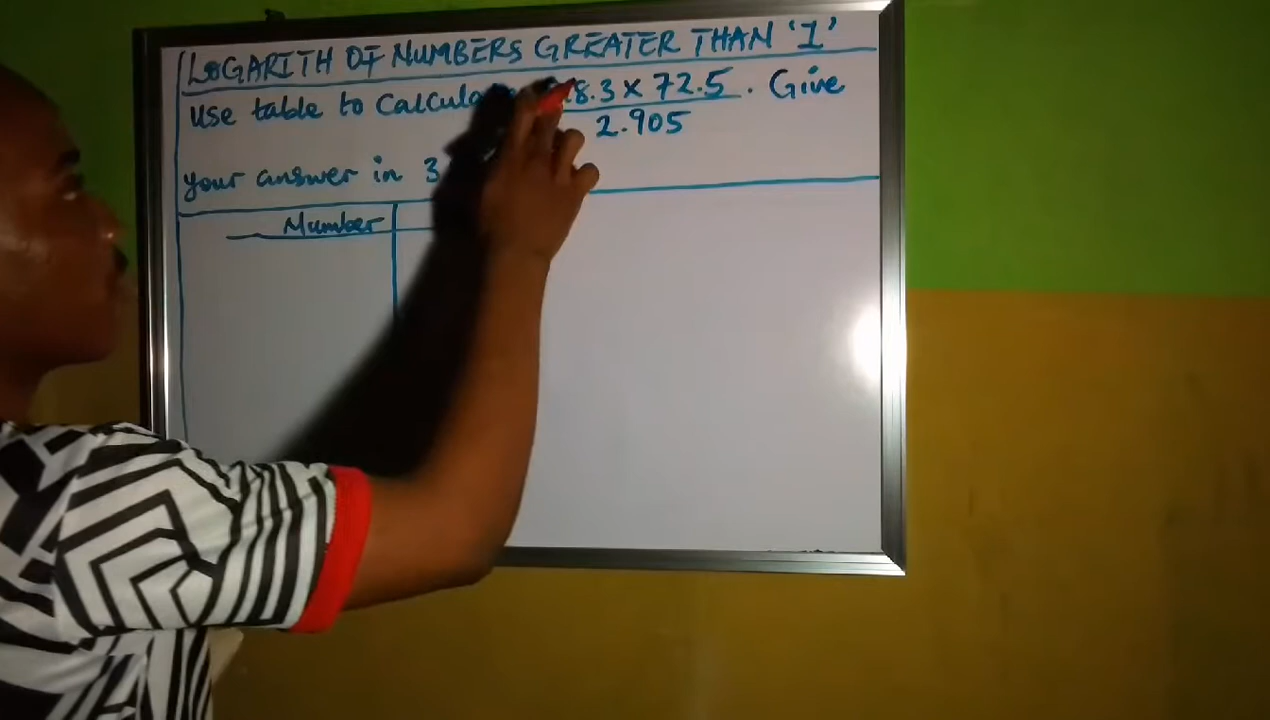 LOGARITH OF NUMBERS GREATER THAN '1'
Use table to Calcula 8.3 × 72.5 . Give
2.905
your answer in 3
Number